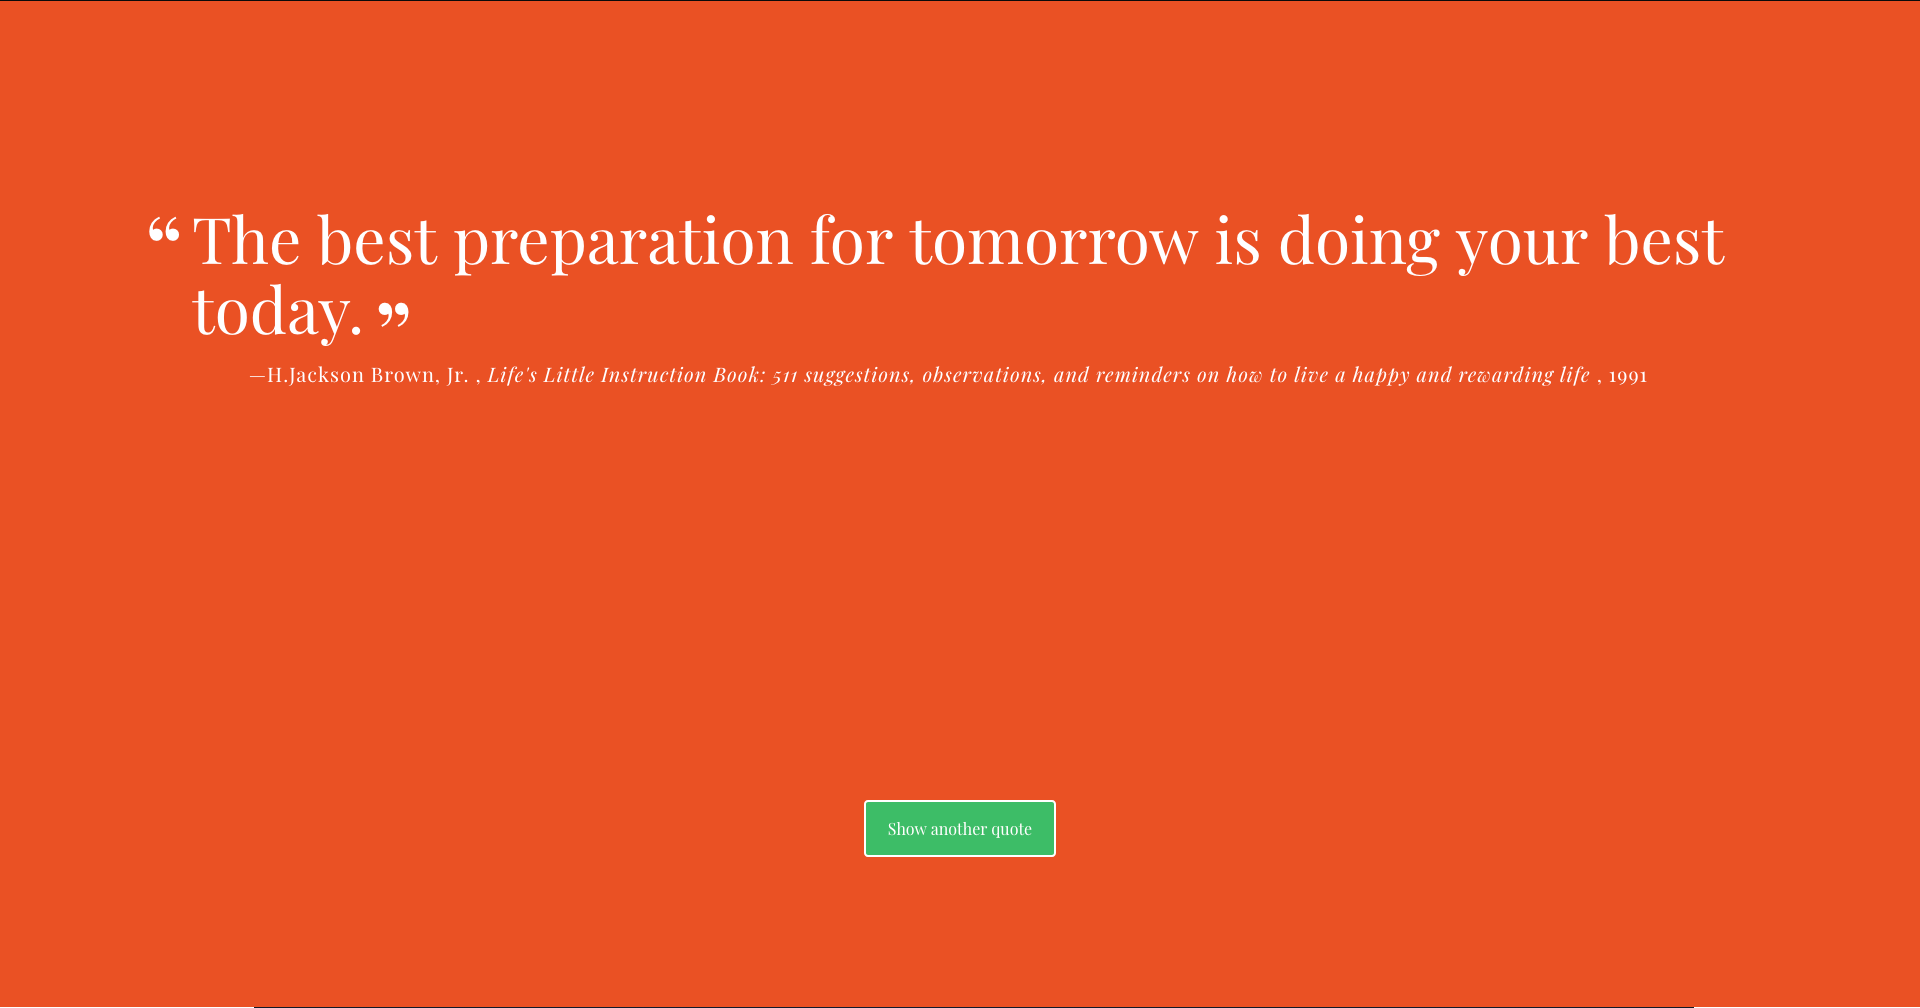 “ The best preparation for tomorrow is doing your best
today. ”
—H.Jackson Brown, Jr. , Life's Little Instruction Book: 511 suggestions, observations, and reminders on how to live a happy and rewarding life , 1991
Show another quote